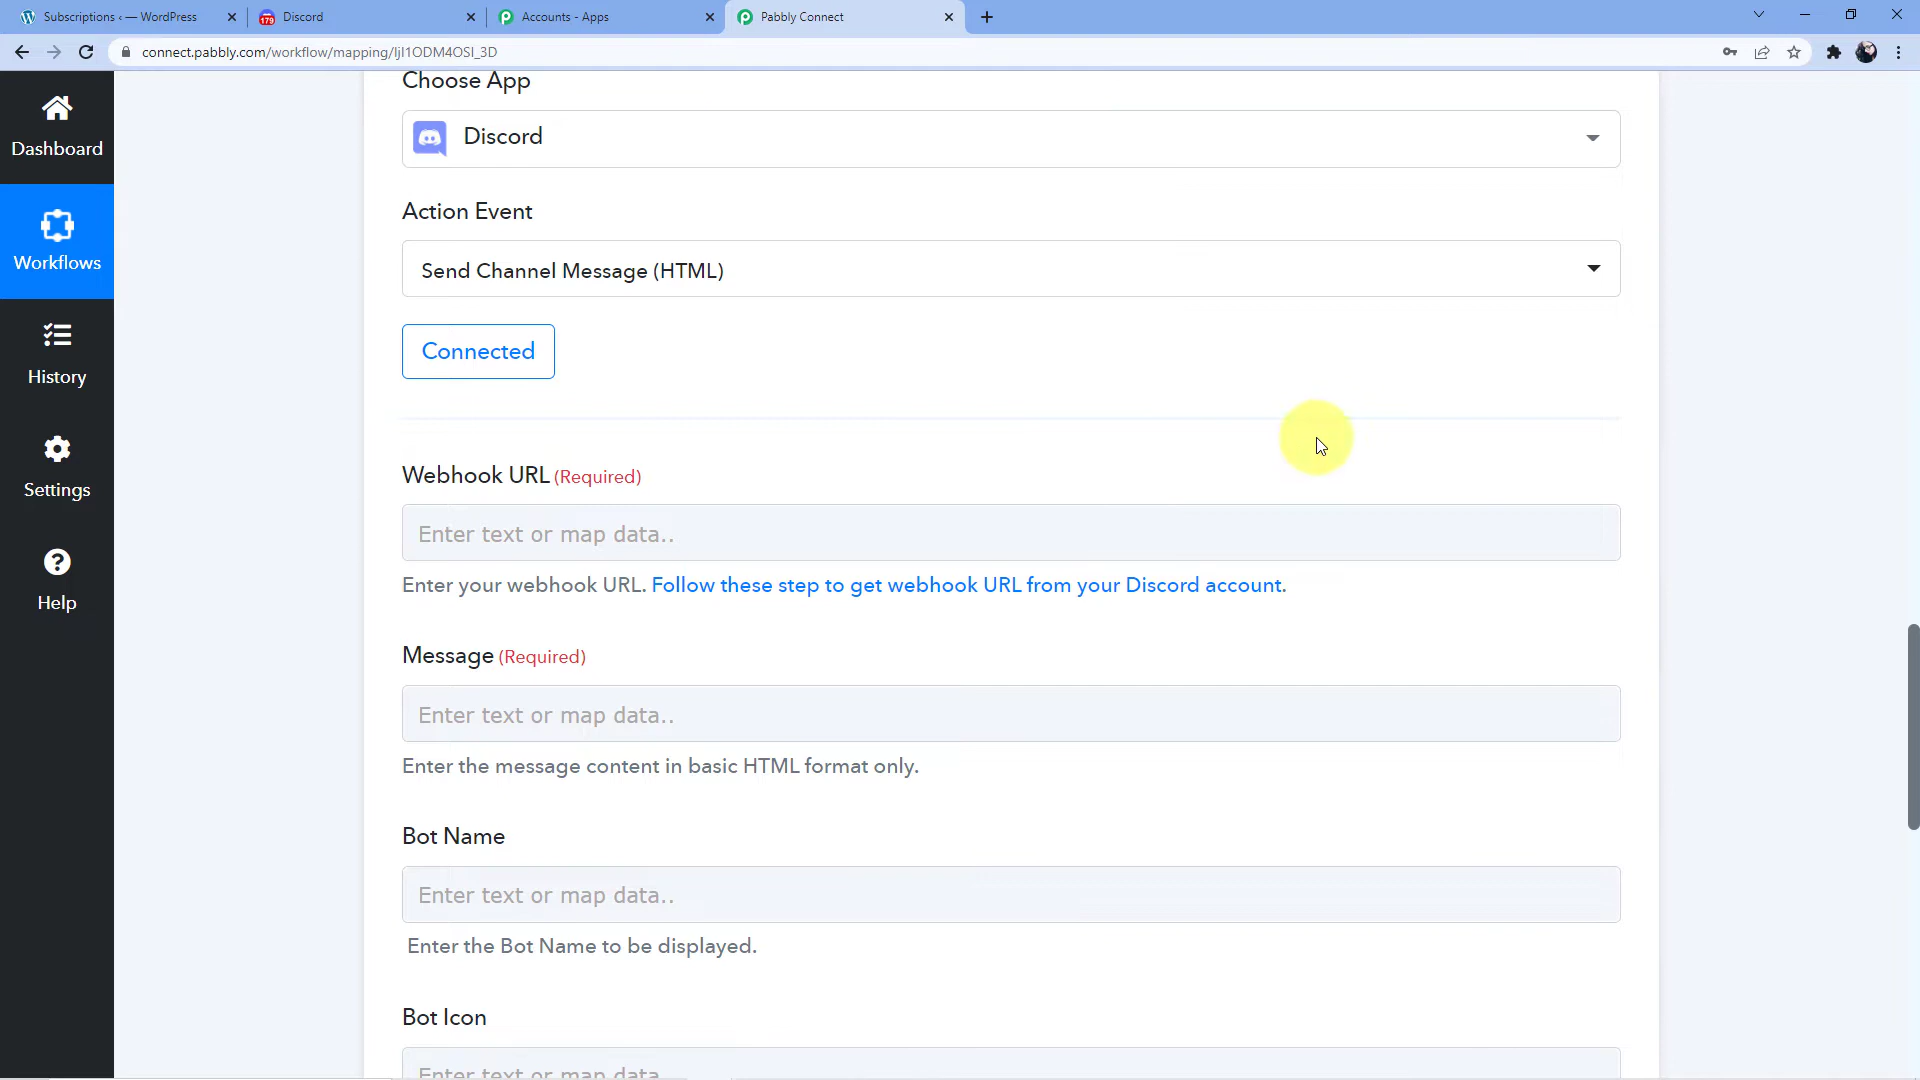 Subscriptions ‹ — WordPress
179
Discord
Accounts - Apps
Pabbly Connect
connect.pabbly.com/workflow/mapping/IjI1ODM4OSI_3D
Choose App
Dashboard
Discord
Action Event
Workflows
Send Channel Message (HTML)
Connected
History
Webhook URL (Required)
Settings
Enter text or map data..
Enter your webhook URL. Follow these step to get webhook URL from your Discord account.
Help
Message (Required)
Enter text or map data..
Enter the message content in basic HTML format only.
Bot Name
Enter text or map data..
Enter the Bot Name to be displayed.
Bot Icon
Enter text or map data..